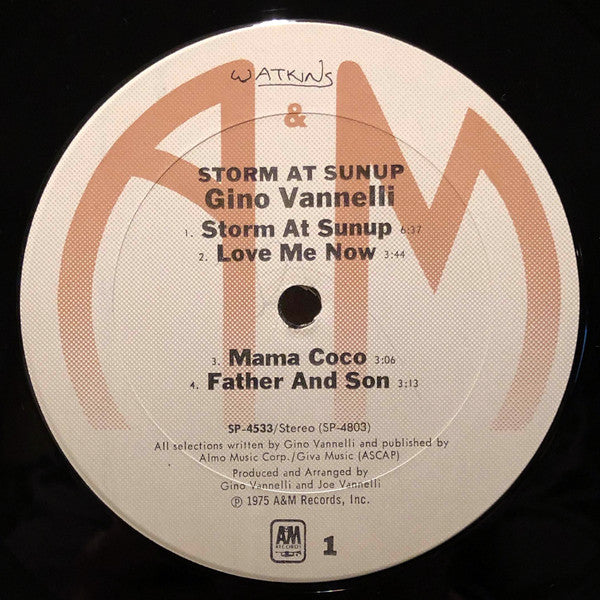 WATKINS
A&M
STORM AT SUNUP
Gino Vannelli
1. Storm At Sunup 6:37
2. Love Me Now 3:44
3. Mama Coco 3:06
4. Father And Son 3:13
SP-4533/Stereo (SP-4803)
All selections written by Gino Vannelli and published by
Almo Music Corp./Giva Music (ASCAP)
Produced and Arranged by
Gino Vannelli and Joe Vannelli
℗ 1975 A&M Records, Inc.
A&M
RECORDS
1